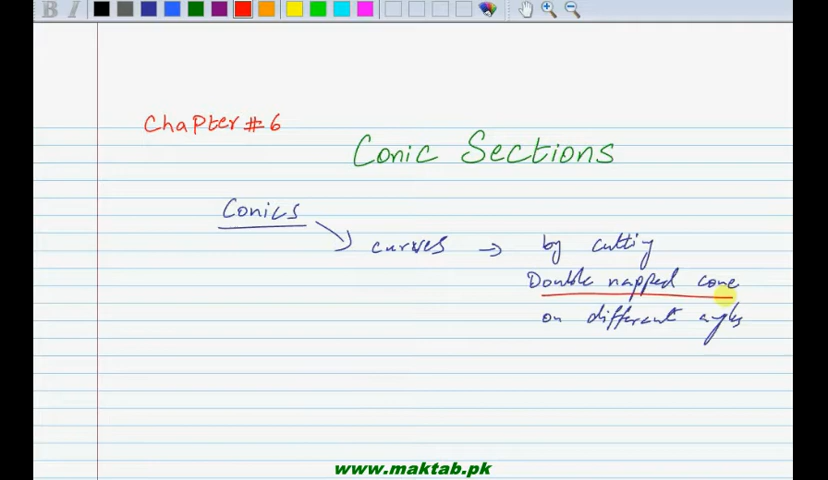 B I
Chapter # 6
Conic Sections
Conics
curves → by cutting
Double napped cone
on different angles
www.maktab.pk